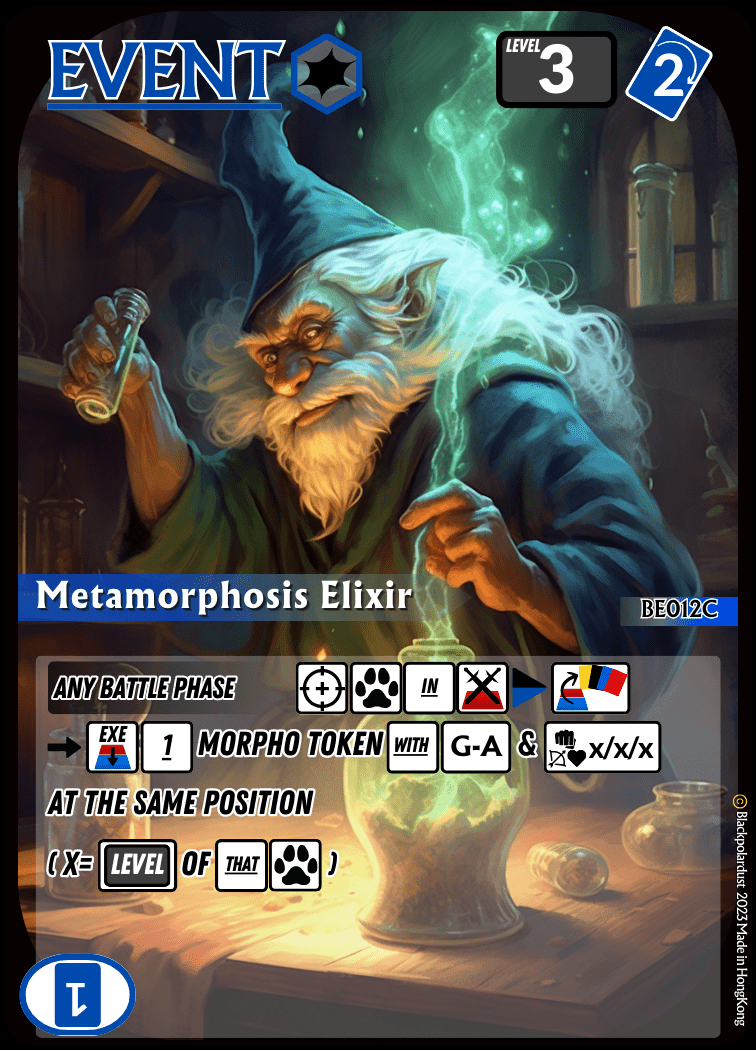 EVENT
LEVEL 3
2
Metamorphosis Elixir
BE012C
ANY BATTLE PHASE IN
EXE 1 MORPHO TOKEN WITH G-A & X/X/X
AT THE SAME POSITION
( X= LEVEL OF THAT )
1
© Blackpolardust 2023 Made in HongKong